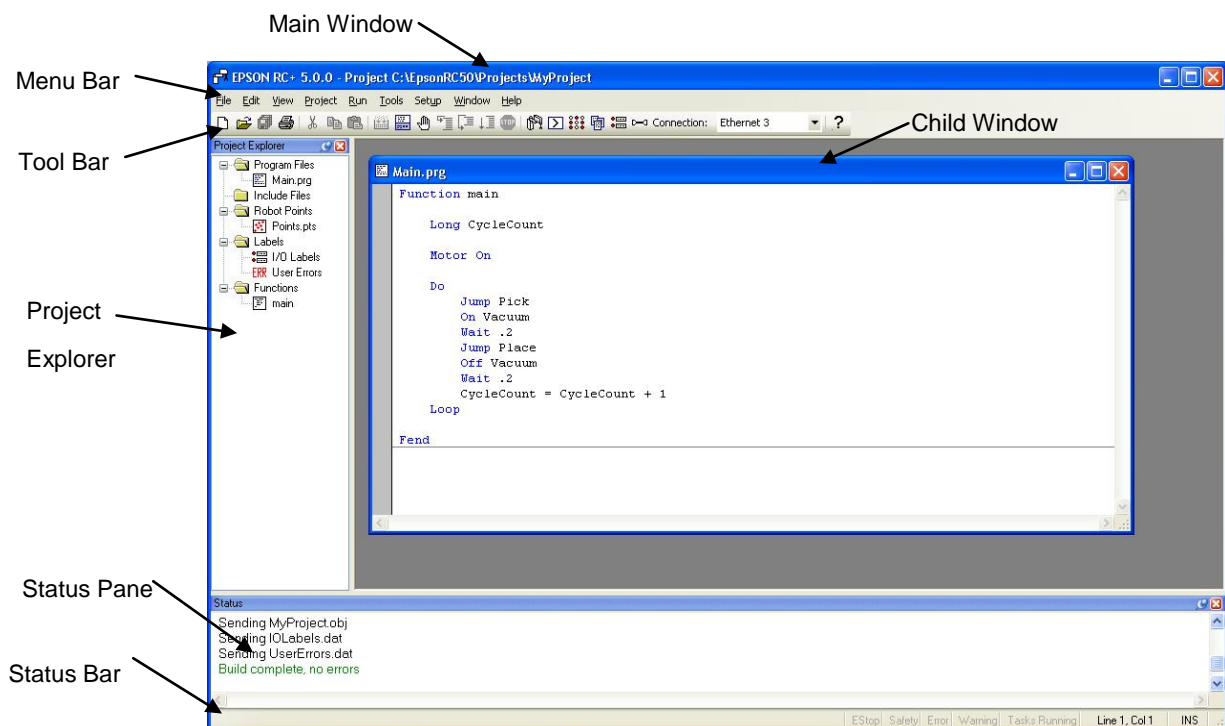 Main Window
Menu Bar
EPSON RC+ 5.0.0 - Project C:\EpsonRC50\Projects\MyProject
File Edit View Project Run Tools Setup Window Help
Connection: Ethernet 3 ?
Child Window
Tool Bar
Project Explorer
Program Files
Main.prg
Include Files
Robot Points
Points.pts
Labels
I/O Labels
ERR User Errors
Functions
main
Main.prg
Function main
Long CycleCount
Motor On
Do
Jump Pick
On Vacuum
Wait .2
Jump Place
Off Vacuum
Wait .2
CycleCount = CycleCount + 1
Loop
Fend
Project
Explorer
Status Pane
Status
Sending MyProject.obj
Sending IOLabels.dat
Sending UserErrors.dat
Build complete, no errors
Status Bar
EStop Safety Error Warning Tasks Running Line 1, Col 1 INS